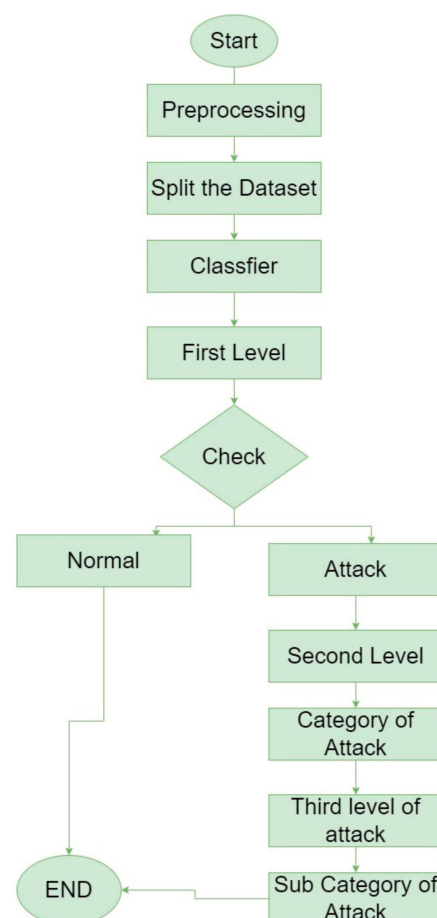 Start
Preprocessing
Split the Dataset
Classfier
First Level
Check
Normal
Attack
Second Level
Category of
Attack
Third level of
attack
Sub Category of
Attack
END